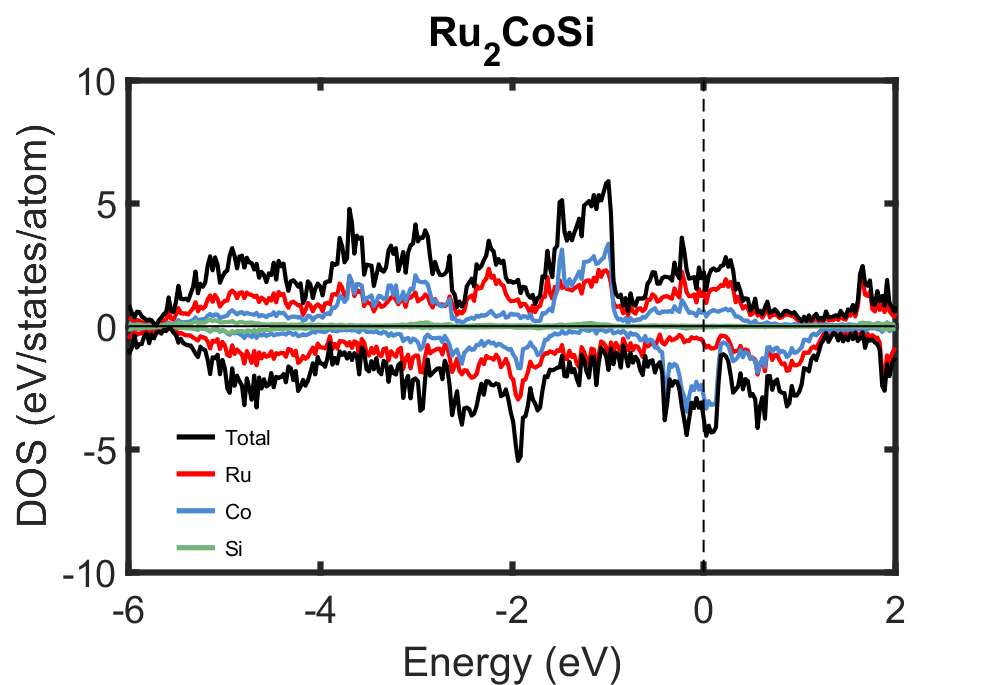 Ru2CoSi
10
5
0
0
-5
-10
DOS (eV/states/atom)
Total
Ru
Co
Si
-6
-4
-2
0
2
Energy (eV)